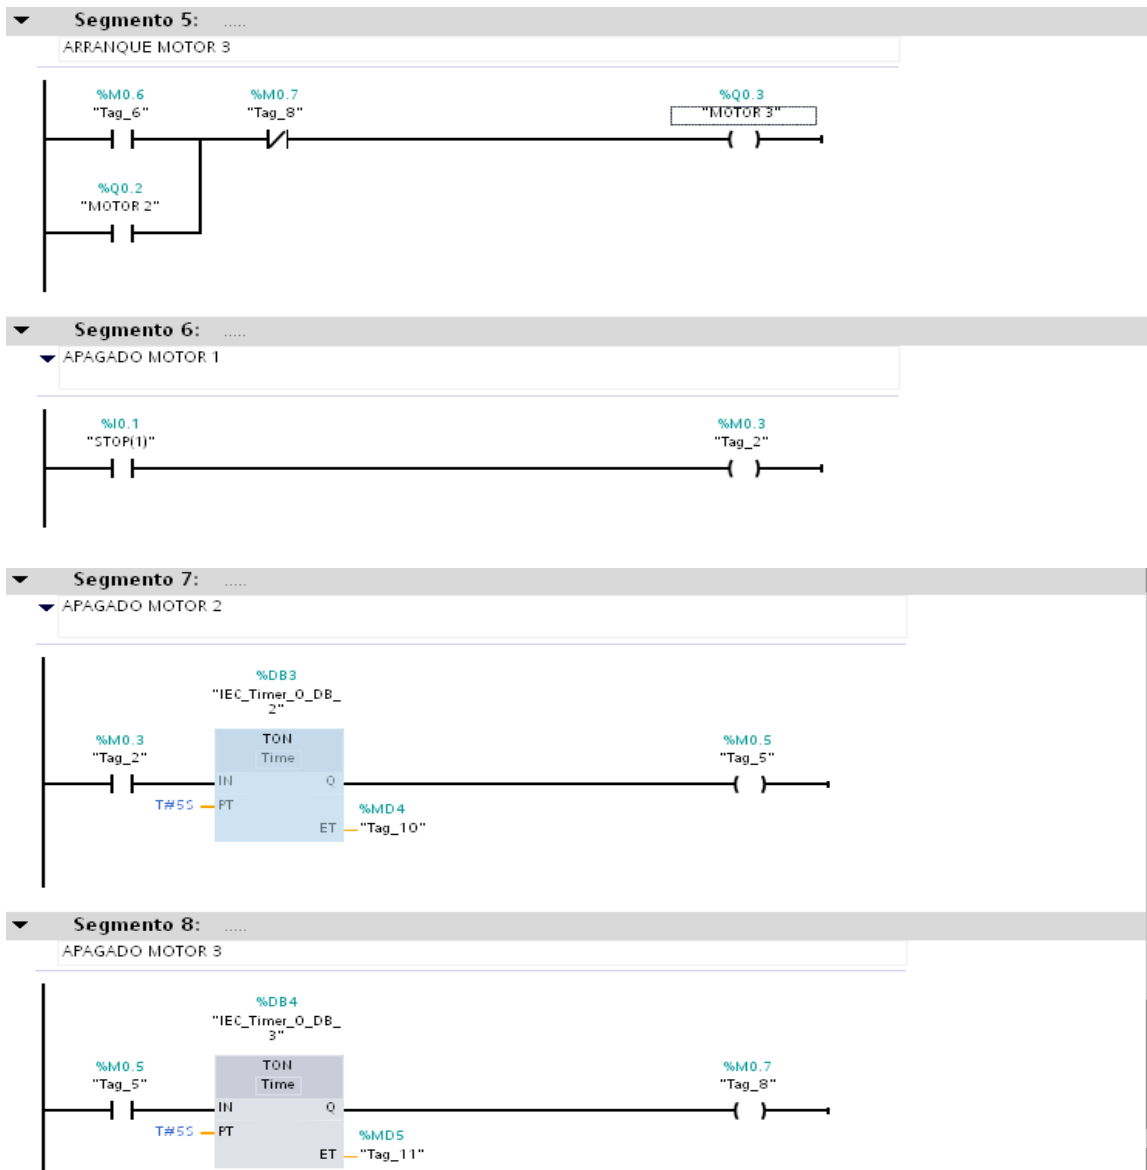 Segmento 5: .....
ARRANQUE MOTOR 3
%M0.6 %M0.7 %Q0.3
"Tag_6" "Tag_8" "MOTOR 3"
%Q0.2
"MOTOR 2"
Segmento 6: .....
APAGADO MOTOR 1
%I0.1 %M0.3
"STOP(1)" "Tag_2"
Segmento 7: .....
APAGADO MOTOR 2
%DB3
"IEC_Timer_0_DB_
2"
%M0.3 TON %M0.5
"Tag_2" Time "Tag_5"
IN Q
T#5S PT %MD4
ET "Tag_10"
Segmento 8: .....
APAGADO MOTOR 3
%DB4
"IEC_Timer_0_DB_
3"
%M0.5 TON %M0.7
"Tag_5" Time "Tag_8"
IN Q
T#5S PT %MD5
ET "Tag_11"